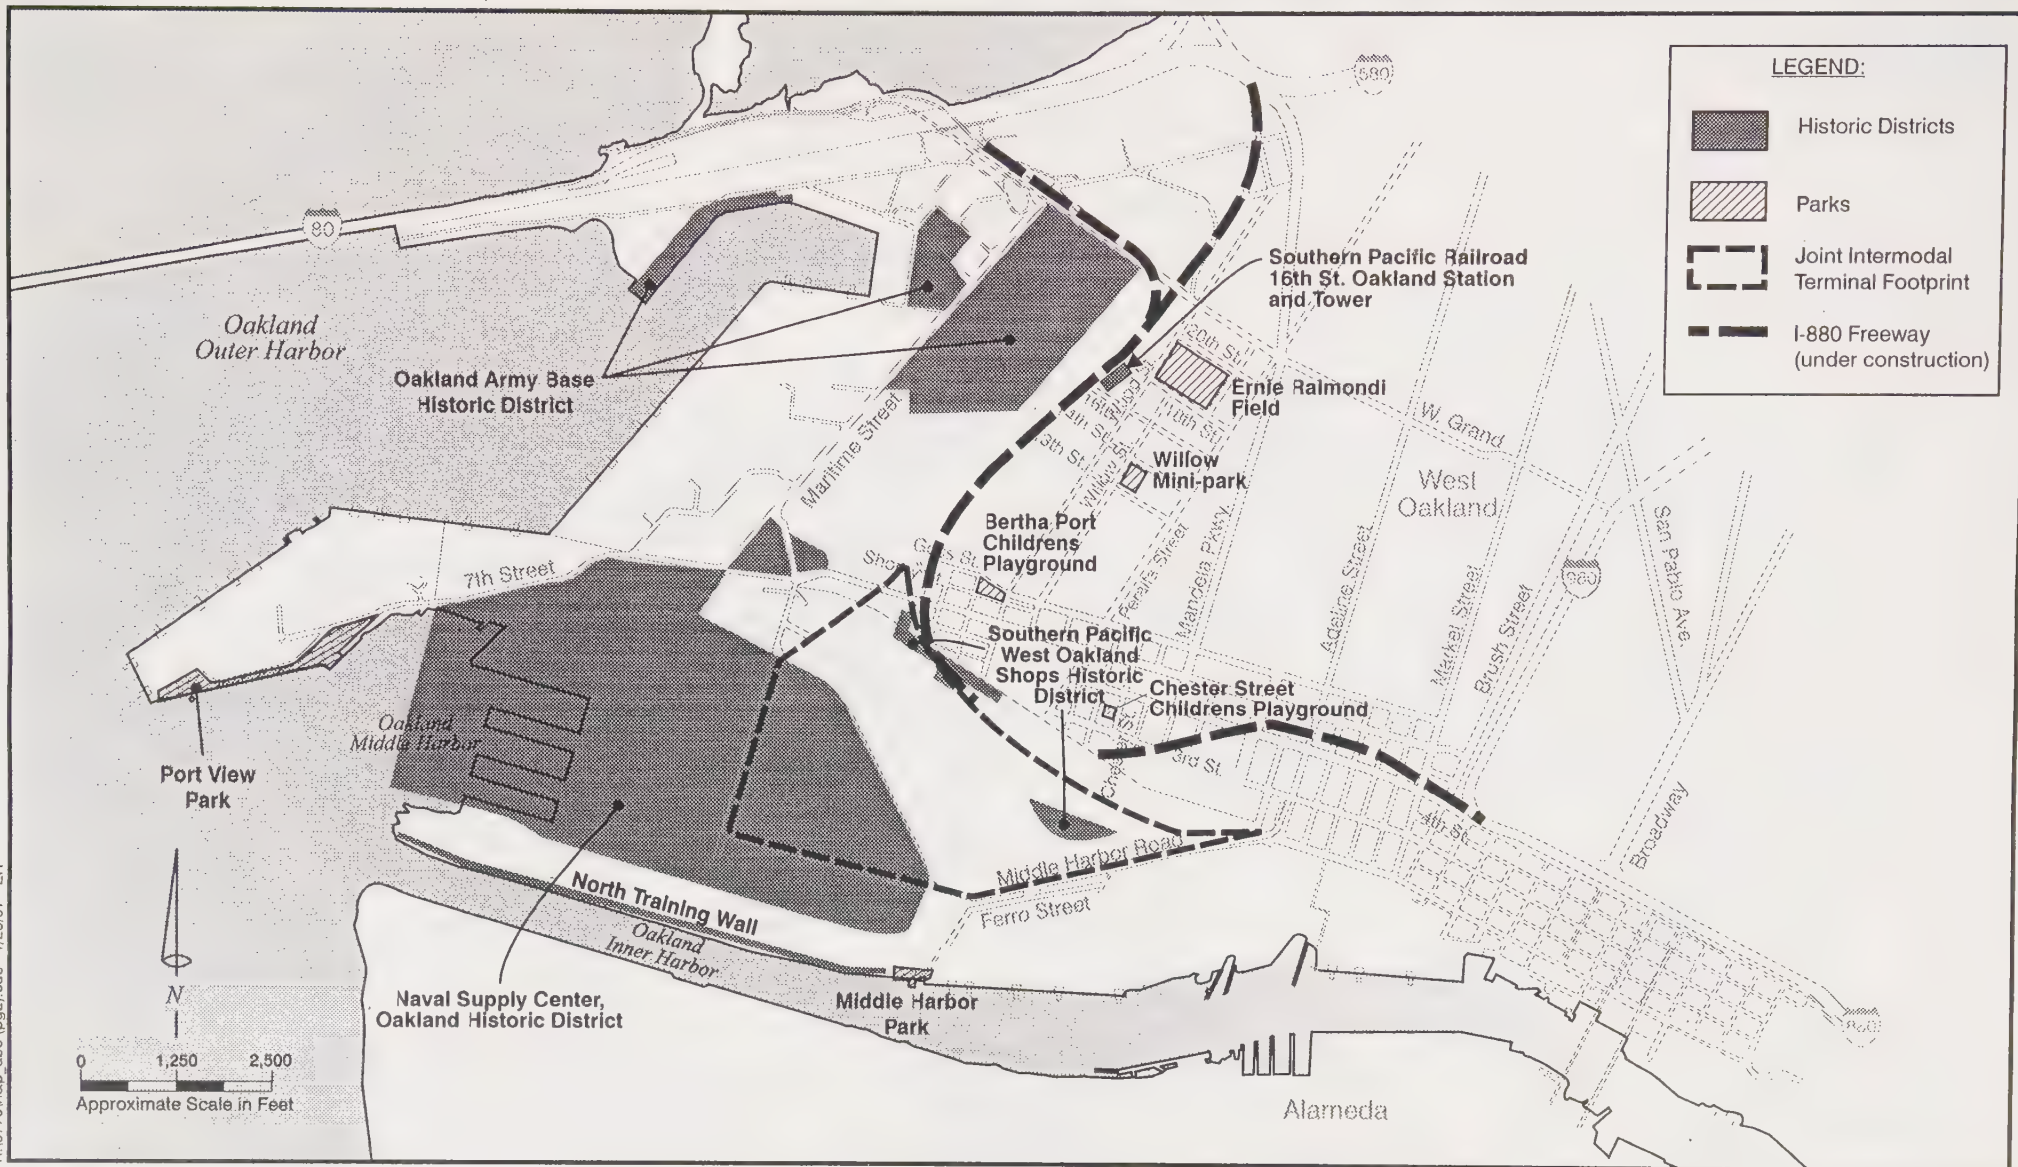 LEGEND:
Historic Districts
Parks
Joint Intermodal
Terminal Footprint
I-880 Freeway
(under construction)
580
80
Oakland
Outer Harbor
Southern Pacific Railroad
16th St. Oakland Station
and Tower
20th St.
Oakland Army Base
Historic District
Ernie Raimondi
Field
W. Grand
Maritime Street
16th
14th St.
13th St.
Willow St.
Willow
Mini-park
West
Oakland
Bertha Port
Childrens
Playground
7th Street
Peralta Street
Mandela Pkwy.
Adeline Street
Market Street
Brush Street
980
San Pablo Ave.
Southern Pacific
West Oakland
Shops Historic
District
Chester Street
Childrens Playground
Oakland
Middle Harbor
3rd St.
Port View
Park
4th St.
Broadway
Middle Harbor Road
Ferro Street
North Training Wall
Oakland
Inner Harbor
N
Naval Supply Center,
Oakland Historic District
Middle Harbor
Park
880
0 1,250 2,500
Approximate Scale in Feet
Alameda